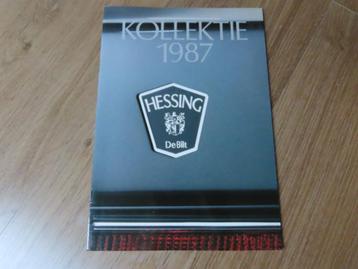 KOLLEKTIE
1987
HESSING
De Bilt